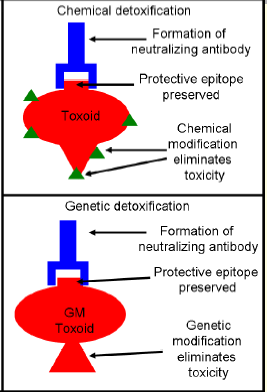 Chemical detoxification
Formation of
neutralizing antibody
Protective epitope
preserved
Toxoid
Chemical
modification
eliminates
toxicity
Genetic detoxification
Formation of
neutralizing antibody
Protective epitope
preserved
GM
Toxoid
Genetic
modification
eliminates
toxicity